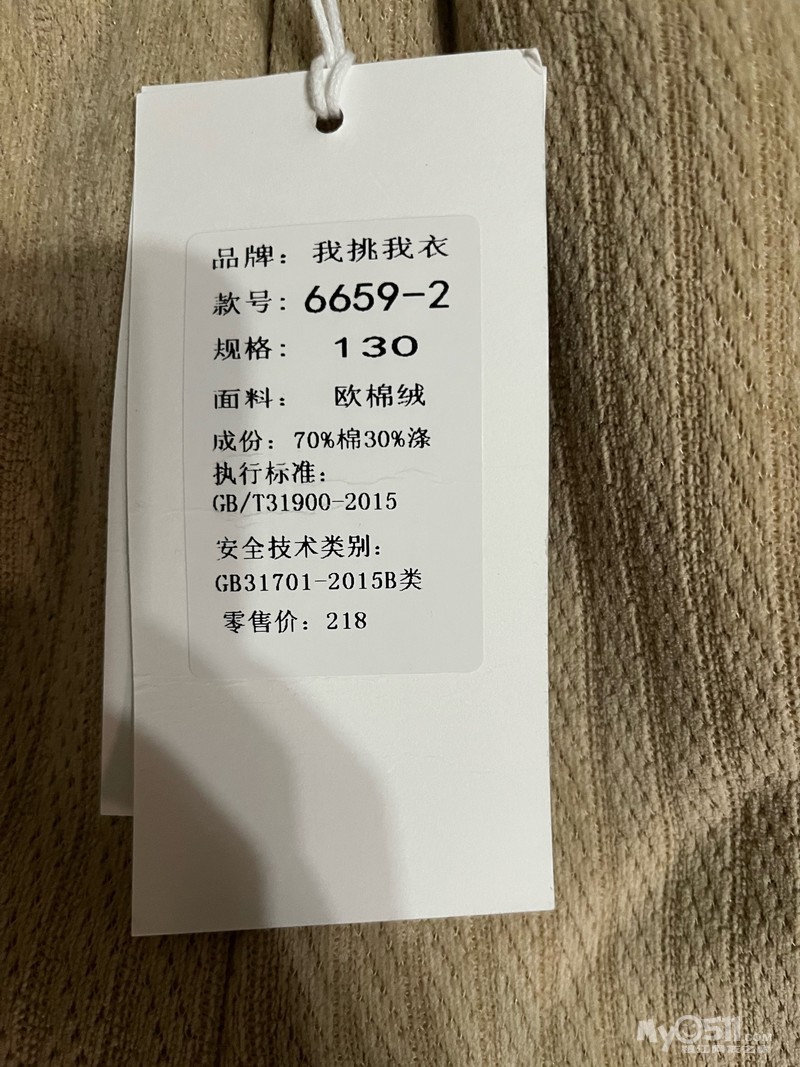 品牌：我挑我衣
款号：6659-2
规格：130
面料：欧棉绒
成份：70%棉30%涤
执行标准：
GB/T31900-2015
安全技术类别：
GB31701-2015B类
零售价：218
My0511.COM